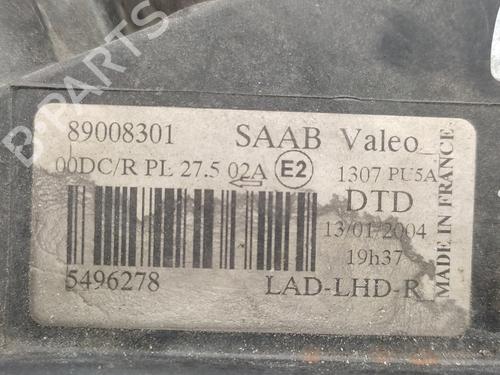 89008301 SAAB Valeo
00DC/R PL 27.5 02A E2 1307 PU5A
DTD
13/01/2004
19h37
5496278 LAD-LHD-R
MADE IN FRANCE